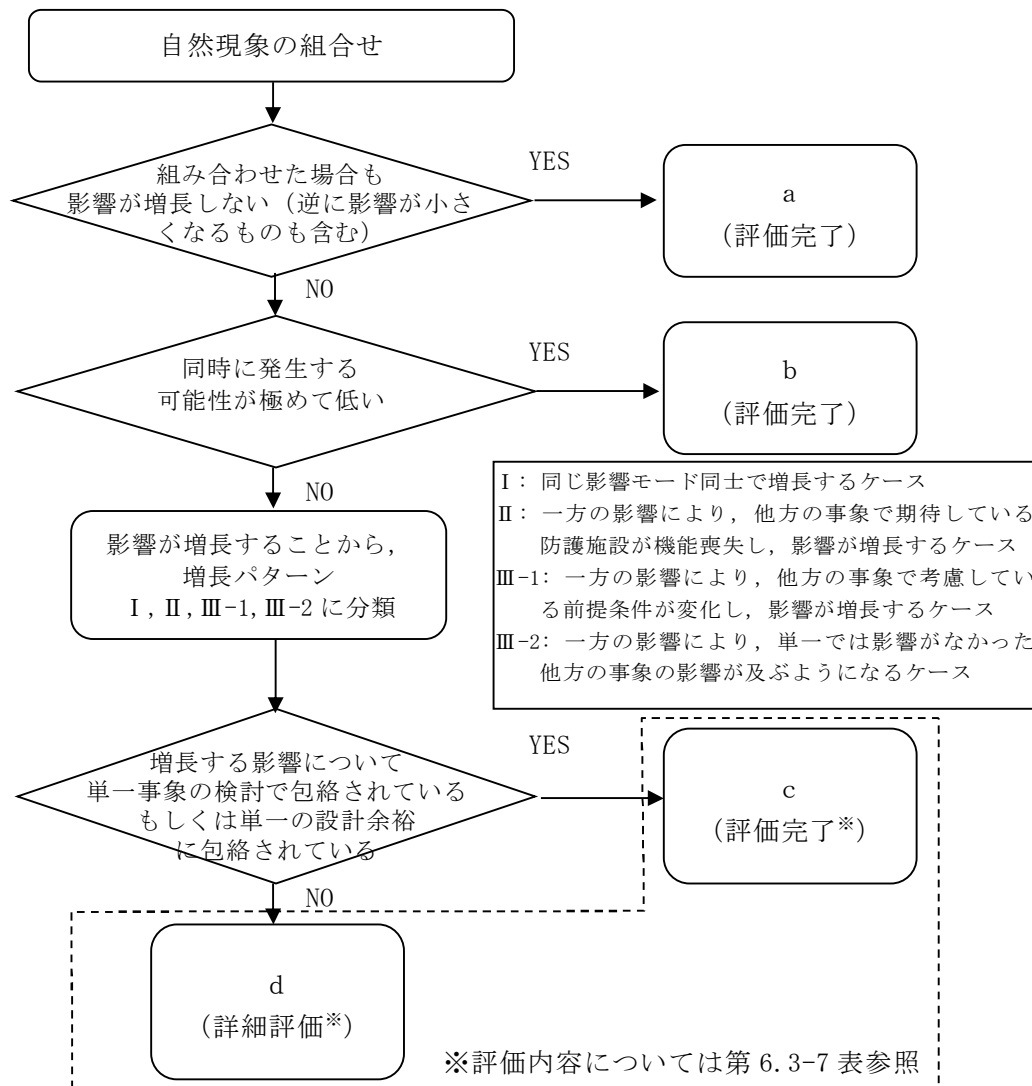 自然現象の組合せ
組み合わせた場合も
影響が増長しない（逆に影響が小さ
くなるものも含む）
YES
a
（評価完了）
NO
同時に発生する
可能性が極めて低い
YES
b
（評価完了）
NO
影響が増長することから，
増長パターン
Ⅰ，Ⅱ，Ⅲ-1，Ⅲ-2 に分類
Ⅰ： 同じ影響モード同士で増長するケース
Ⅱ： 一方の影響により，他方の事象で期待している
防護施設が機能喪失し，影響が増長するケース
Ⅲ-1： 一方の影響により，他方の事象で考慮してい
る前提条件が変化し，影響が増長するケース
Ⅲ-2： 一方の影響により，単一では影響がなかった
他方の事象の影響が及ぶようになるケース
増長する影響について
単一事象の検討で包絡されている
もしくは単一の設計余裕
に包絡されている
YES
c
（評価完了※）
NO
d
（詳細評価※）
※評価内容については第 6.3-7 表参照